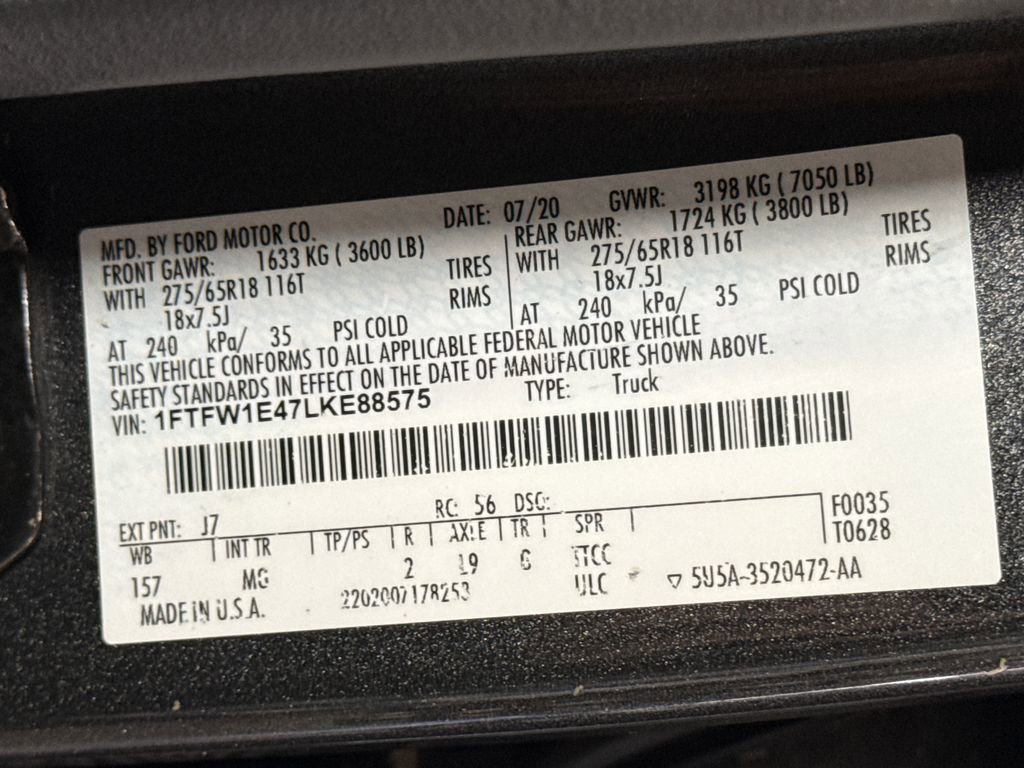 MFD. BY FORD MOTOR CO. DATE: 07/20 GVWR: 3198 KG ( 7050 LB)
FRONT GAWR: 1633 KG ( 3600 LB) REAR GAWR: 1724 KG ( 3800 LB)
WITH 275/65R18 116T TIRES WITH 275/65R18 116T TIRES
18x7.5J RIMS 18x7.5J RIMS
AT 240 kPa/ 35 PSI COLD AT 240 kPa/ 35 PSI COLD
THIS VEHICLE CONFORMS TO ALL APPLICABLE FEDERAL MOTOR VEHICLE
SAFETY STANDARDS IN EFFECT ON THE DATE OF MANUFACTURE SHOWN ABOVE.
VIN: 1FTFW1E47LKE88575 TYPE: Truck
EXT PNT: J7 RC: 56 DSO: F0035
WB INT TR TP/PS R AXLE TR SPR T0628
157 MG 2 19 6
MADE IN U.S.A. ULC ▽ 5U5A-3520472-AA